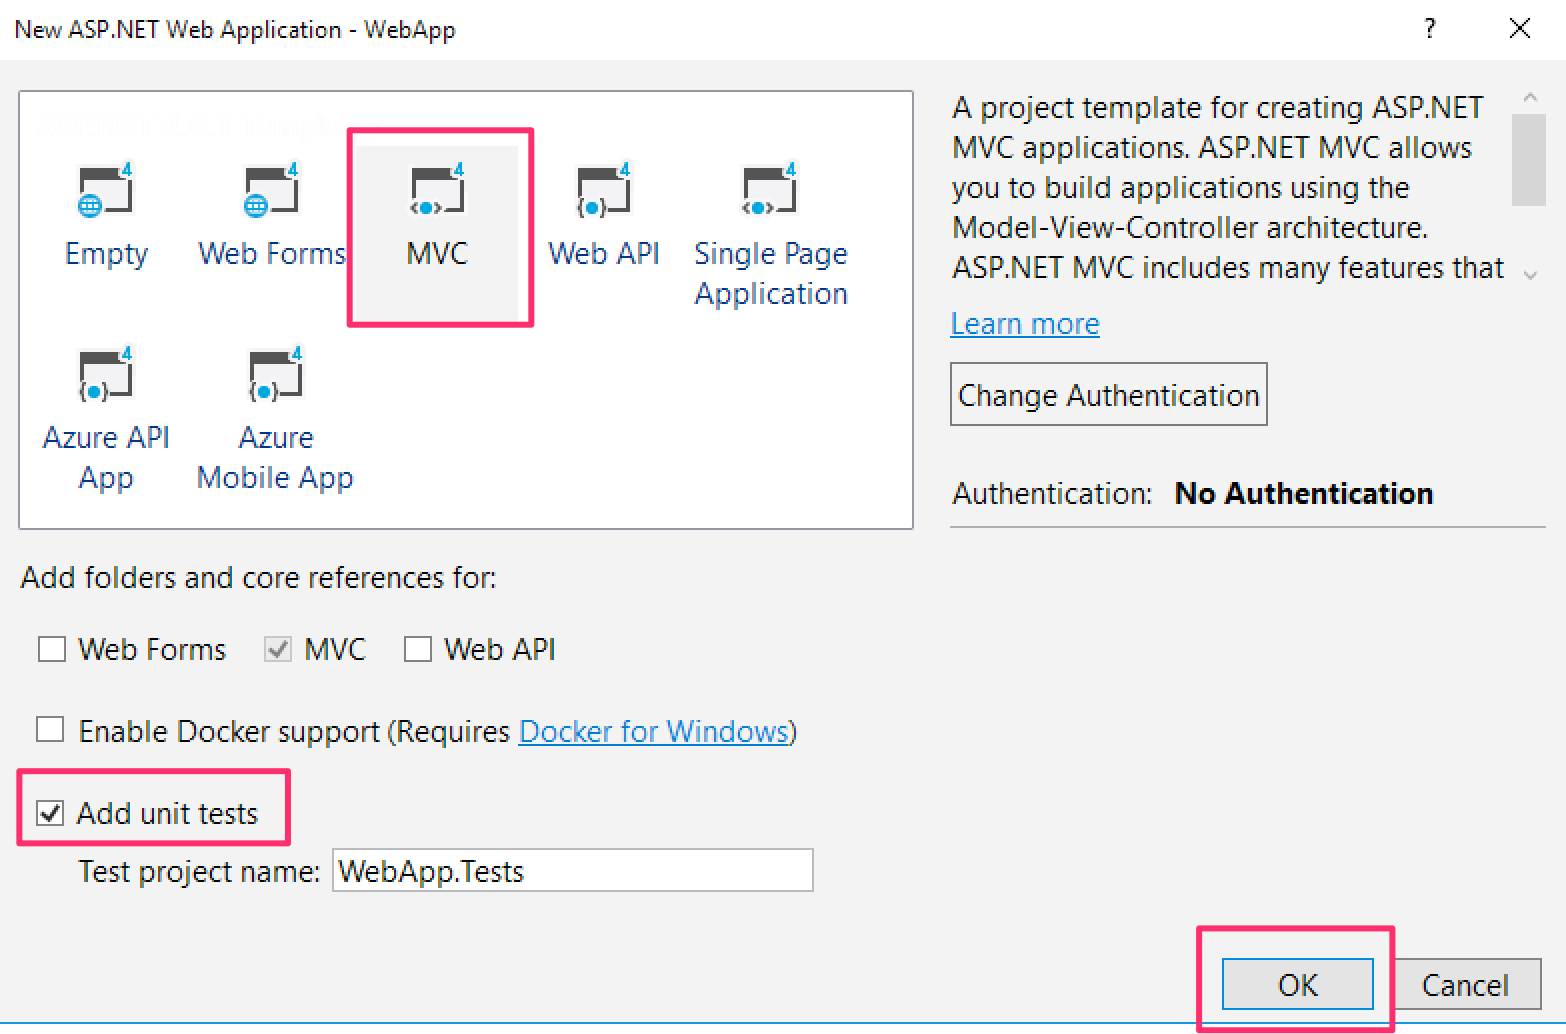 New ASP.NET Web Application - WebApp
?
4 4 4 4 4
Empty Web Forms MVC Web API Single Page
Application
4 4
Azure API Azure
App Mobile App
A project template for creating ASP.NET
MVC applications. ASP.NET MVC allows
you to build applications using the
Model-View-Controller architecture.
ASP.NET MVC includes many features that
Learn more
Change Authentication
Authentication: No Authentication
Add folders and core references for:
Web Forms MVC Web API
Enable Docker support (Requires Docker for Windows)
Add unit tests
Test project name: WebApp.Tests
OK Cancel